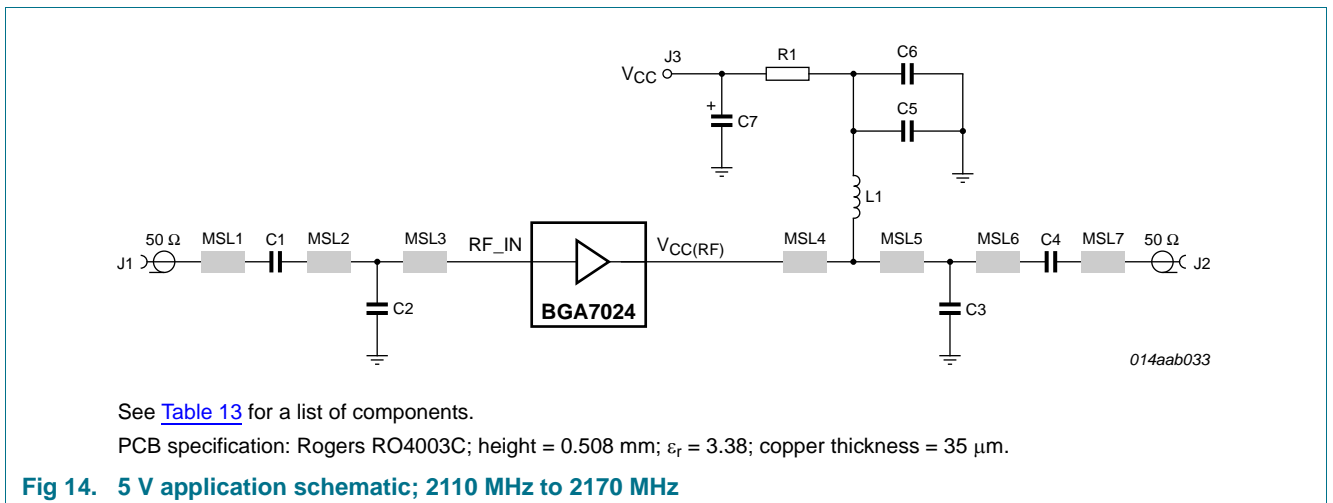 J3
R1
C6
VCC
+
C7
C5
L1
50 Ω
MSL1
C1
MSL2
MSL3
RF_IN
VCC(RF)
MSL4
MSL5
MSL6
C4
MSL7
50 Ω
J1
J2
C2
BGA7024
C3
014aab033
See Table 13 for a list of components.
PCB specification: Rogers RO4003C; height = 0.508 mm; εr = 3.38; copper thickness = 35 μm.
Fig 14. 5 V application schematic; 2110 MHz to 2170 MHz